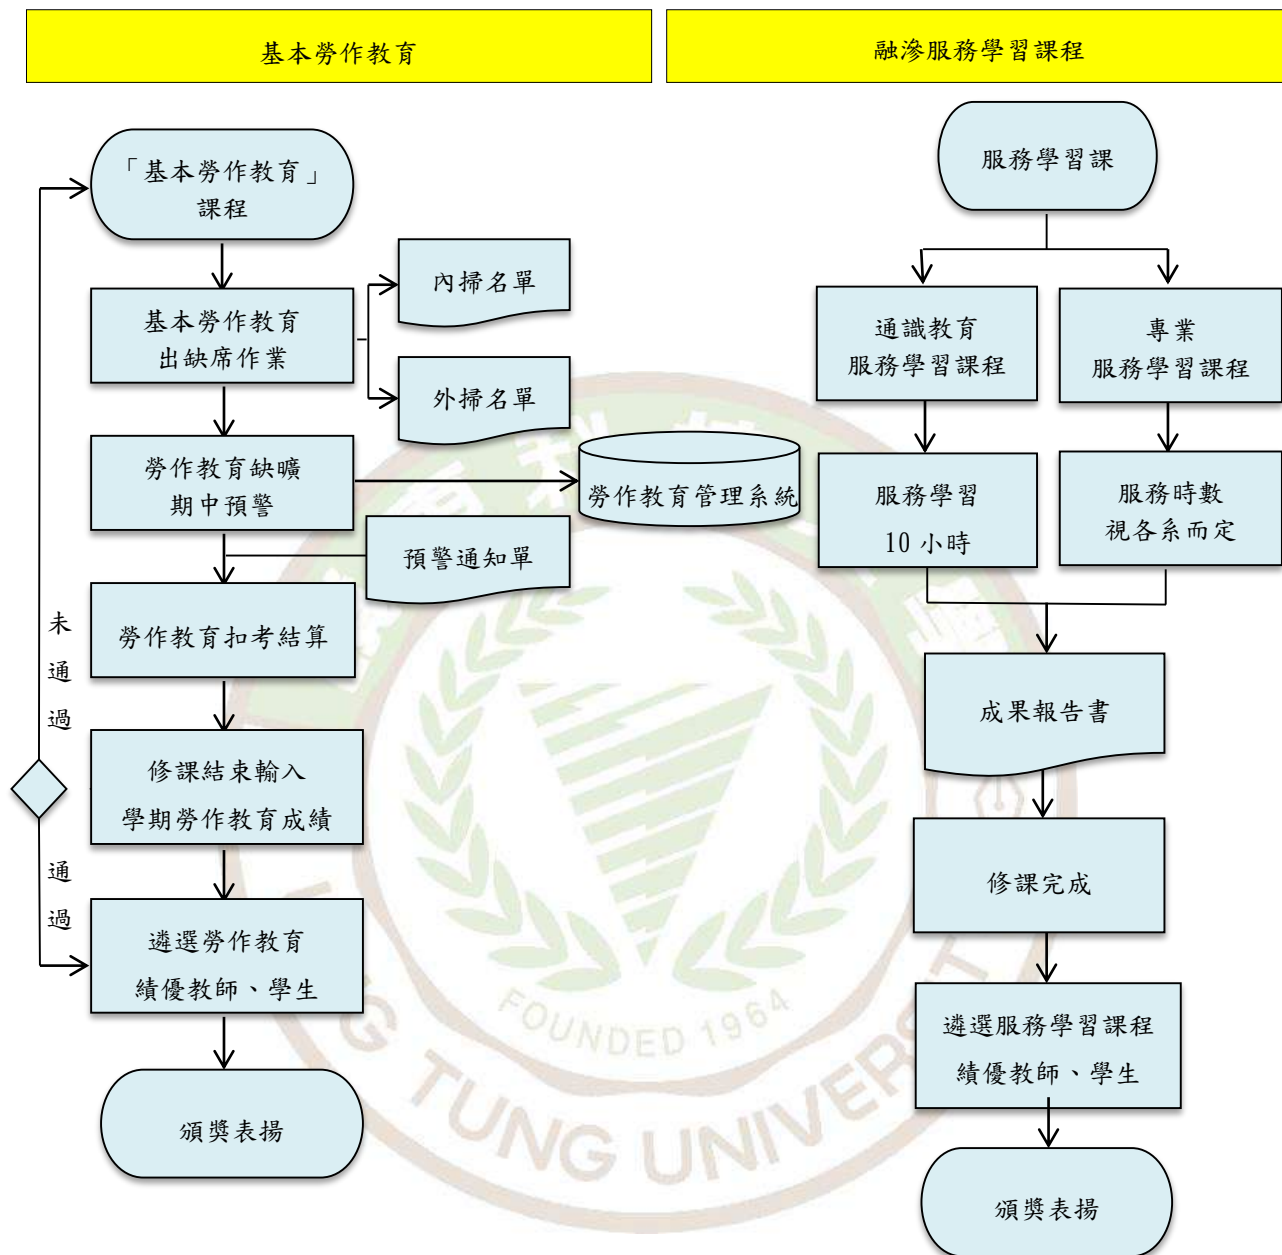 基本勞作教育
融滲服務學習課程
「基本勞作教育」
課程
基本勞作教育
出缺席作業
內掃名單
外掃名單
勞作教育缺曠
期中預警
勞作教育管理系統
預警通知單
勞作教育扣考結算
修課結束輸入
學期勞作教育成績
未通過
通過
遴選勞作教育
績優教師、學生
頒獎表揚
服務學習課
通識教育
服務學習課程
專業
服務學習課程
服務學習
10 小時
服務時數
視各系而定
成果報告書
修課完成
遴選服務學習課程
績優教師、學生
頒獎表揚
FOUNDED 1964
TUNG UNIVERSIT